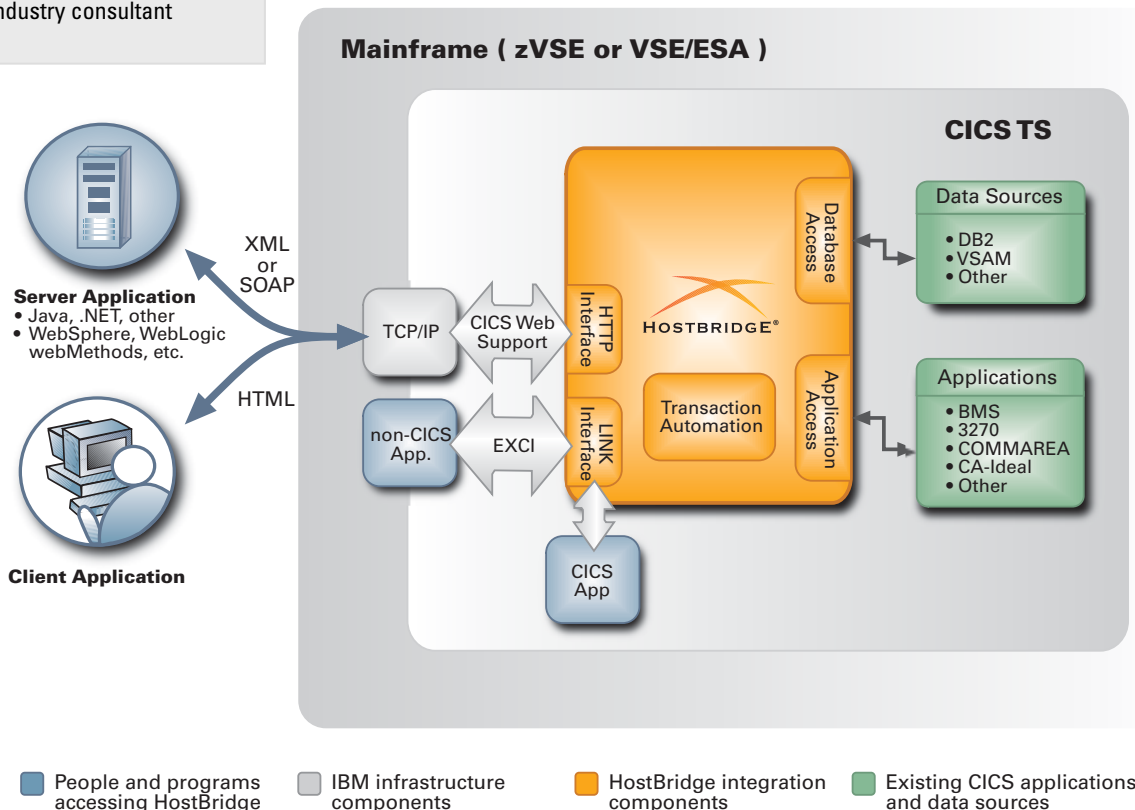 ndustry consultant
Mainframe ( zVSE or VSE/ESA )
CICS TS
XML
or
SOAP
HTML
Server Application
• Java, .NET, other
• WebSphere, WebLogic
webMethods, etc.
Client Application
TCP/IP
CICS Web
Support
non-CICS
App.
EXCI
HTTP
Interface
LINK
Interface
HOSTBRIDGE®
Transaction
Automation
Database
Access
Application
Access
CICS
App
Data Sources
• DB2
• VSAM
• Other
Applications
• BMS
• 3270
• COMMAREA
• CA-Ideal
• Other
People and programs
accessing HostBridge
IBM infrastructure
components
HostBridge integration
components
Existing CICS applications
and data sources